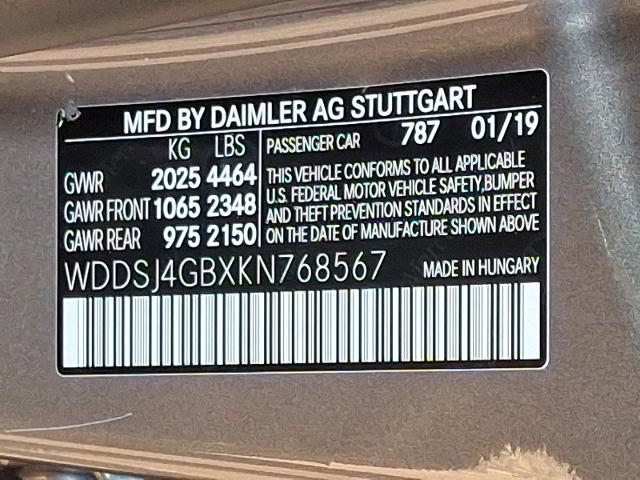 MFD BY DAIMLER AG STUTTGART
KG LBS
GVWR 2025 4464
GAWR FRONT 1065 2348
GAWR REAR 975 2150
PASSENGER CAR 787 01/19
THIS VEHICLE CONFORMS TO ALL APPLICABLE
U.S. FEDERAL MOTOR VEHICLE SAFETY,BUMPER
AND THEFT PREVENTION STANDARDS IN EFFECT
ON THE DATE OF MANUFACTURE SHOWN ABOVE
WDDSJ4GBXKN768567 MADE IN HUNGARY